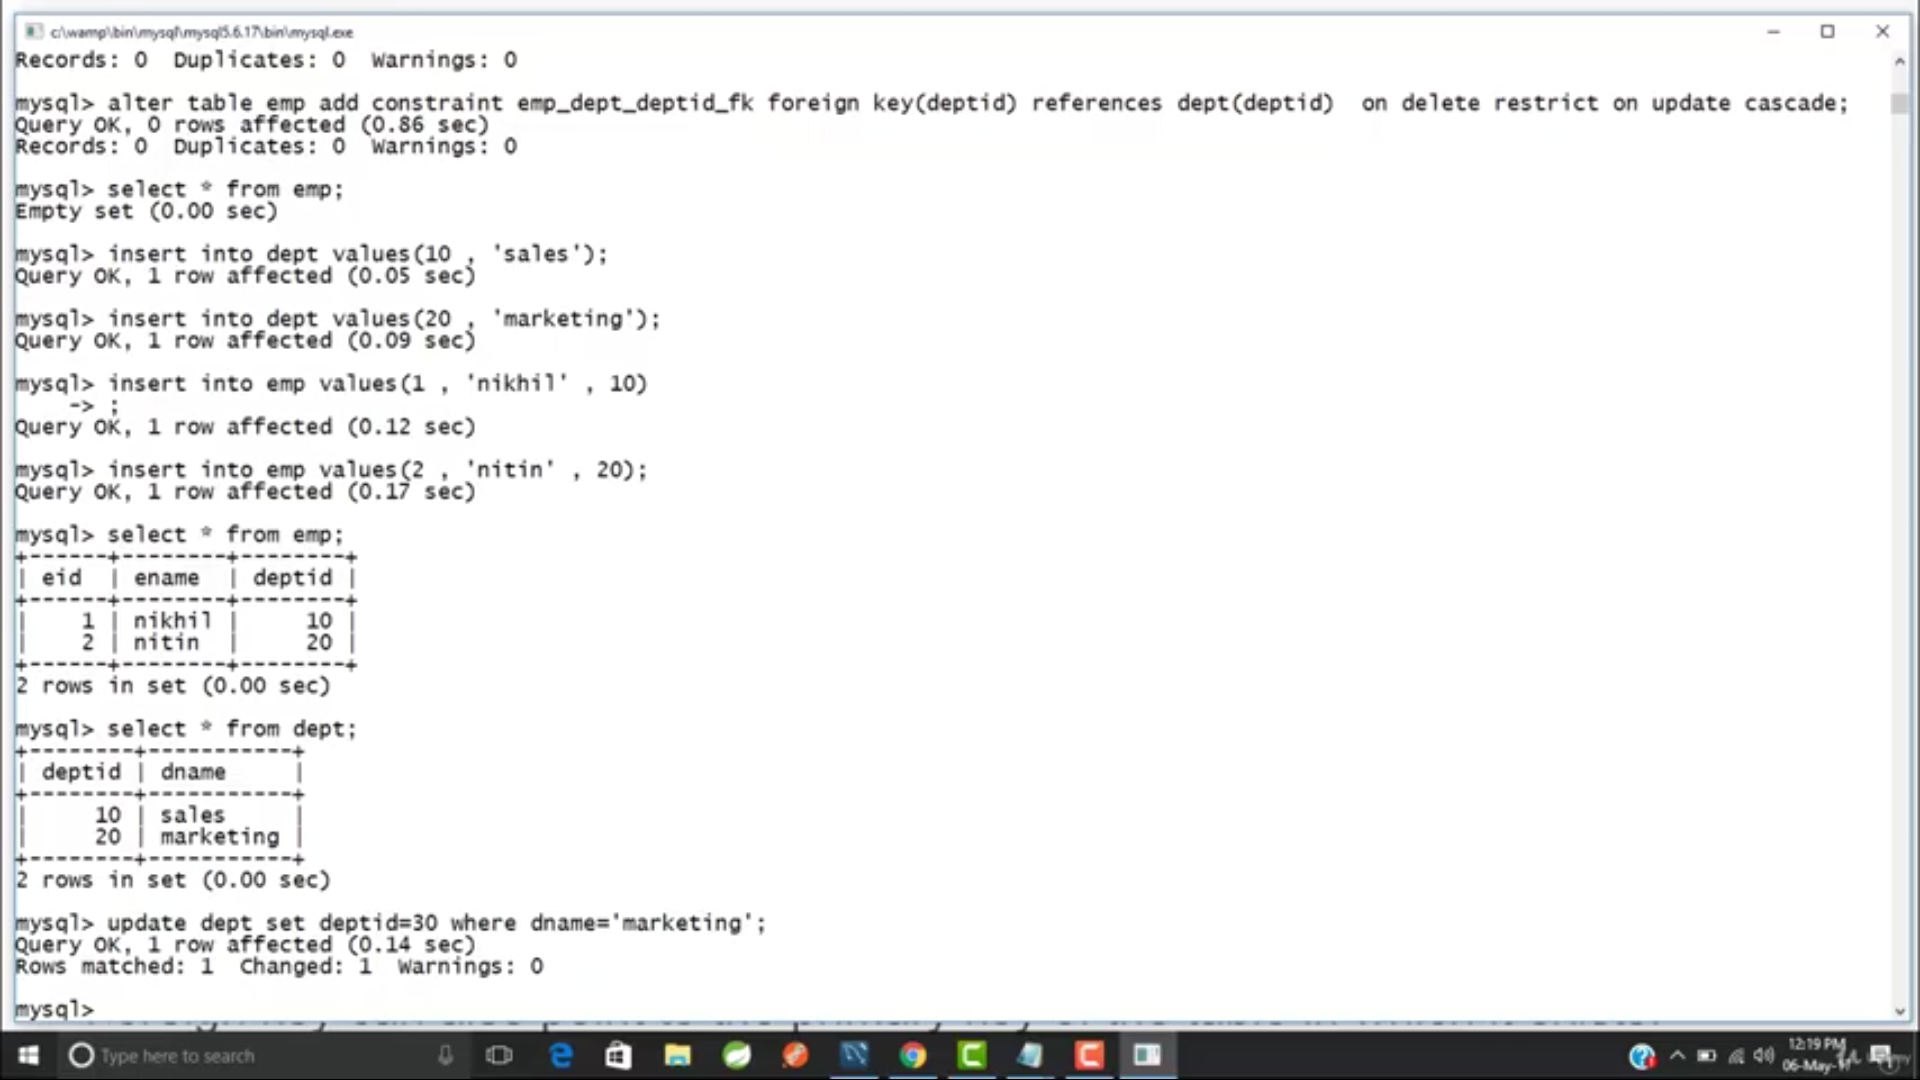 c:\wamp\bin\mysql\mysql5.6.17\bin\mysql.exe
Records: 0  Duplicates: 0  Warnings: 0
mysql> alter table emp add constraint emp_dept_deptid_fk foreign key(deptid) references dept(deptid)  on delete restrict on update cascade;
Query OK, 0 rows affected (0.86 sec)
Records: 0  Duplicates: 0  Warnings: 0
mysql> select * from emp;
Empty set (0.00 sec)
mysql> insert into dept values(10 , 'sales');
Query OK, 1 row affected (0.05 sec)
mysql> insert into dept values(20 , 'marketing');
Query OK, 1 row affected (0.09 sec)
mysql> insert into emp values(1 , 'nikhil' , 10)
    -> ;
Query OK, 1 row affected (0.12 sec)
mysql> insert into emp values(2 , 'nitin' , 20);
Query OK, 1 row affected (0.17 sec)
mysql> select * from emp;
+------+--------+--------+
| eid  | ename  | deptid |
+------+--------+--------+
|    1 | nikhil |     10 |
|    2 | nitin  |     20 |
+------+--------+--------+
2 rows in set (0.00 sec)
mysql> select * from dept;
+--------+-----------+
| deptid | dname     |
+--------+-----------+
|     10 | sales     |
|     20 | marketing |
+--------+-----------+
2 rows in set (0.00 sec)
mysql> update dept set deptid=30 where dname='marketing';
Query OK, 1 row affected (0.14 sec)
Rows matched: 1  Changed: 1  Warnings: 0
mysql>
Type here to search
12:19 PM
06-May-